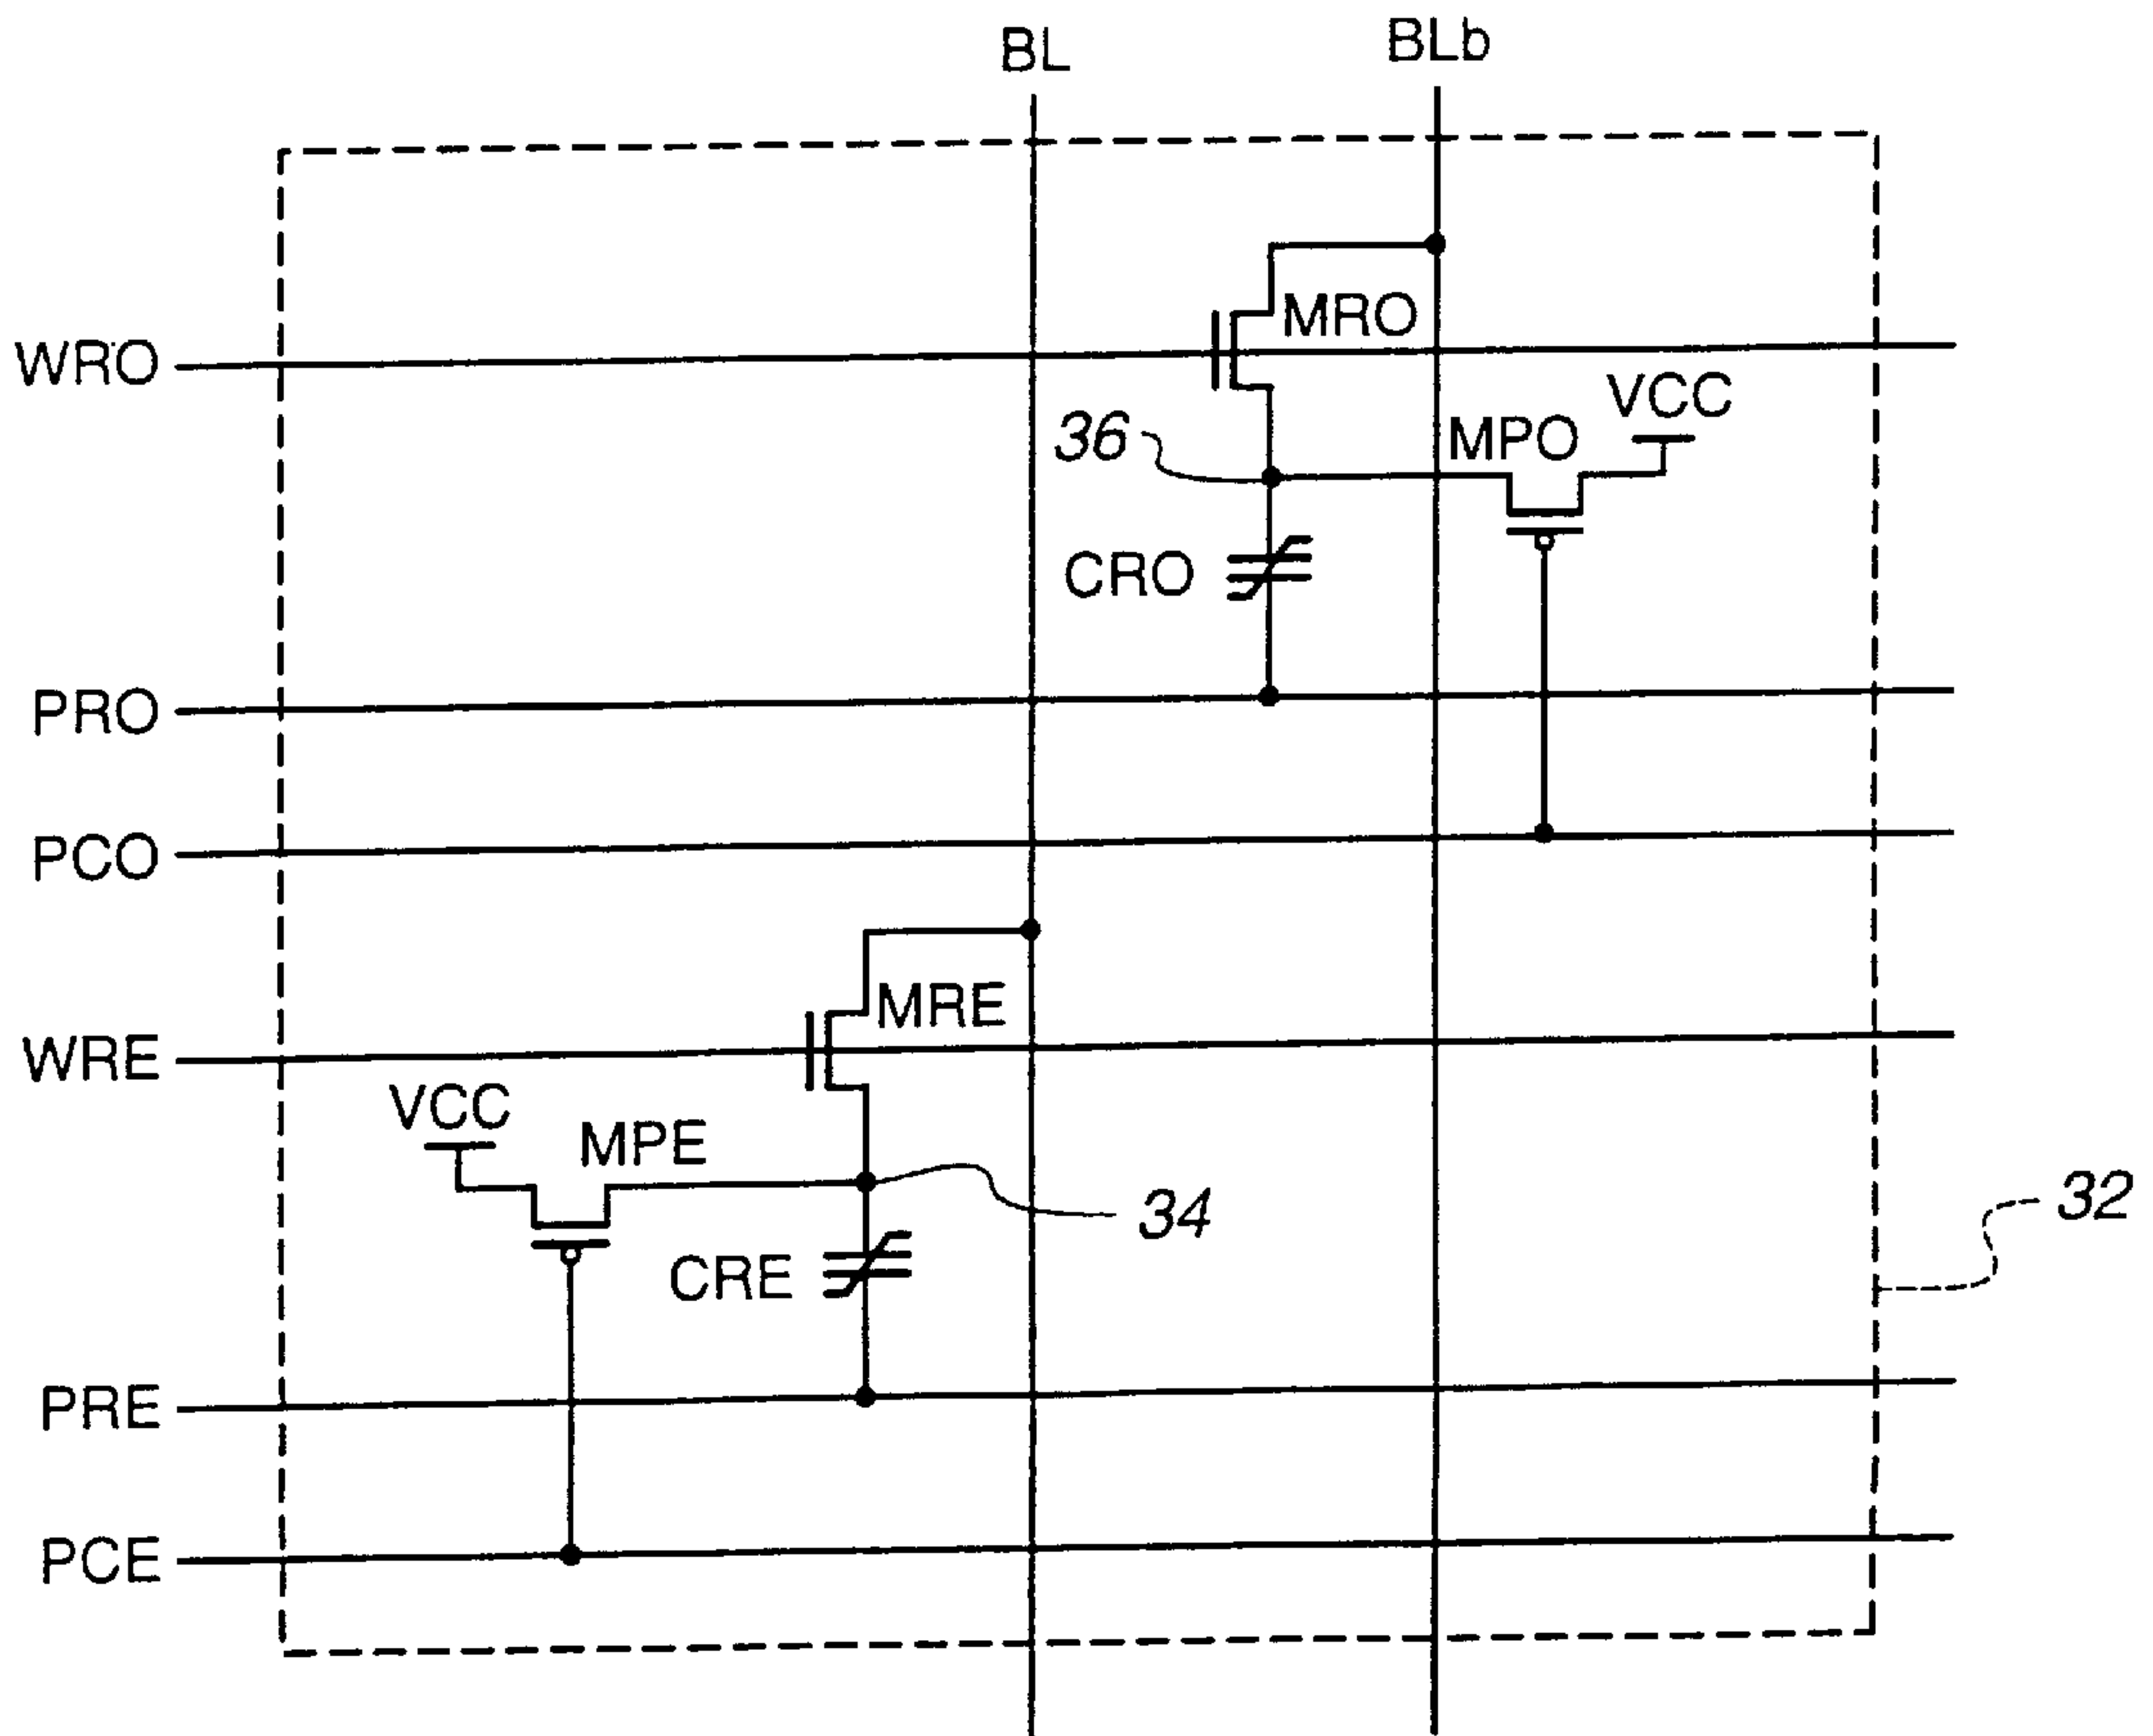 BL
BLb
MRO
WRO
VCC
MPO
36
CRO
PRO
PCO
MRE
WRE
VCC
MPE
34
32
CRE
PRE
PCE